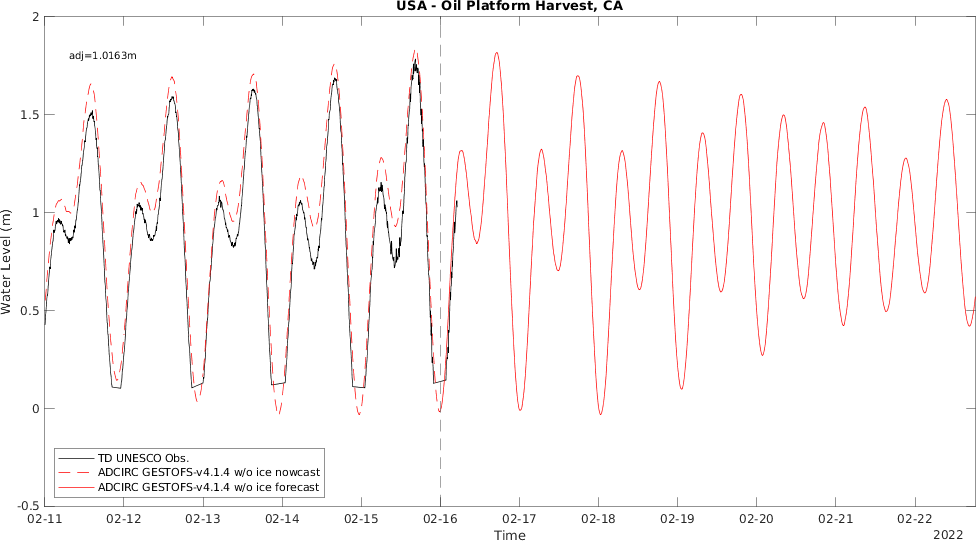 USA - Oil Platform Harvest, CA
adj=1.0163m
2
1.5
1
0.5
0
-0.5
Water Level (m)
TD UNESCO Obs.
ADCIRC GESTOFS-v4.1.4 w/o ice nowcast
ADCIRC GESTOFS-v4.1.4 w/o ice forecast
02-11 02-12 02-13 02-14 02-15 02-16 02-17 02-18 02-19 02-20 02-21 02-22
Time
2022